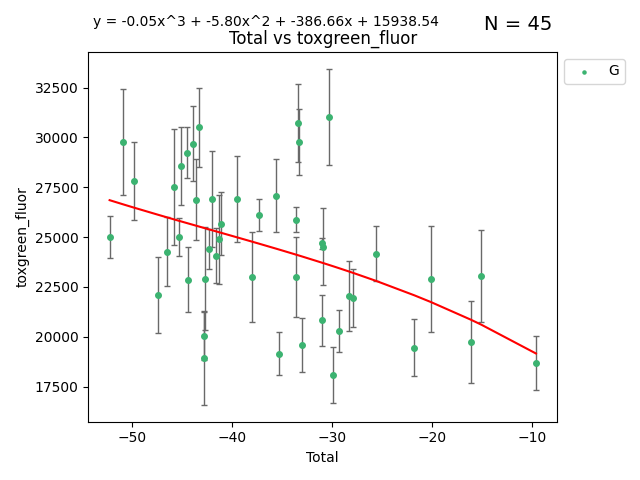 y = -0.05x^3 + -5.80x^2 + -386.66x + 15938.54
N = 45
Total vs toxgreen_fluor
G
32500
30000
27500
25000
22500
20000
17500
toxgreen_fluor
−50
−40
−30
−20
−10
Total